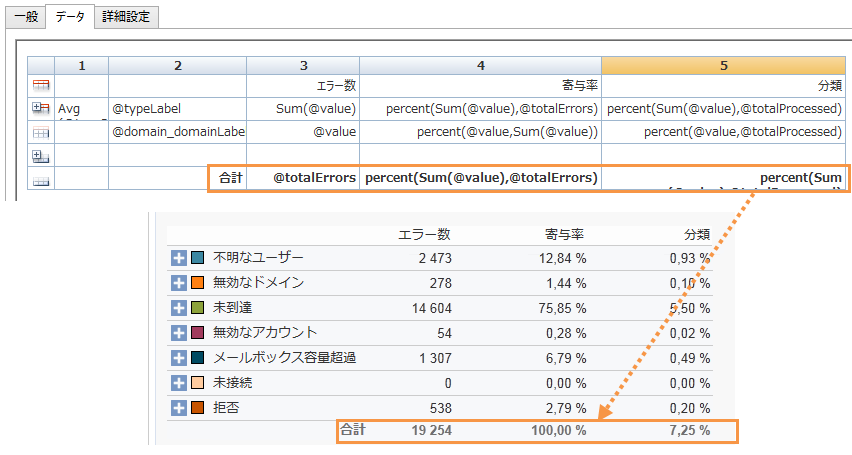 一般 データ 詳細設定
1 2 3 4 5
エラー数 寄与率 分類
Avg @typeLabel Sum(@value) percent(Sum(@value),@totalErrors) percent(Sum(@value),@totalProcessed)
@domain_domainLabe @value percent(@value,Sum(@value)) percent(@value,@totalProcessed)
合計 @totalErrors percent(Sum(@value),@totalErrors) percent(Sum
エラー数 寄与率 分類
不明なユーザー 2 473 12,84 % 0,93 %
無効なドメイン 278 1,44 % 0,10 %
未到達 14 604 75,85 % 5,50 %
無効なアカウント 54 0,28 % 0,02 %
メールボックス容量超過 1 307 6,79 % 0,49 %
未接続 0 0,00 % 0,00 %
拒否 538 2,79 % 0,20 %
合計 19 254 100,00 % 7,25 %